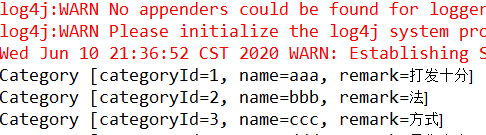 log4j:WARN No appenders could be found for logger
log4j:WARN Please initialize the log4j system pro
Wed Jun 10 21:36:52 CST 2020 WARN: Establishing S
Category [categoryId=1, name=aaa, remark=打发十分]
Category [categoryId=2, name=bbb, remark=法]
Category [categoryId=3, name=ccc, remark=方式]